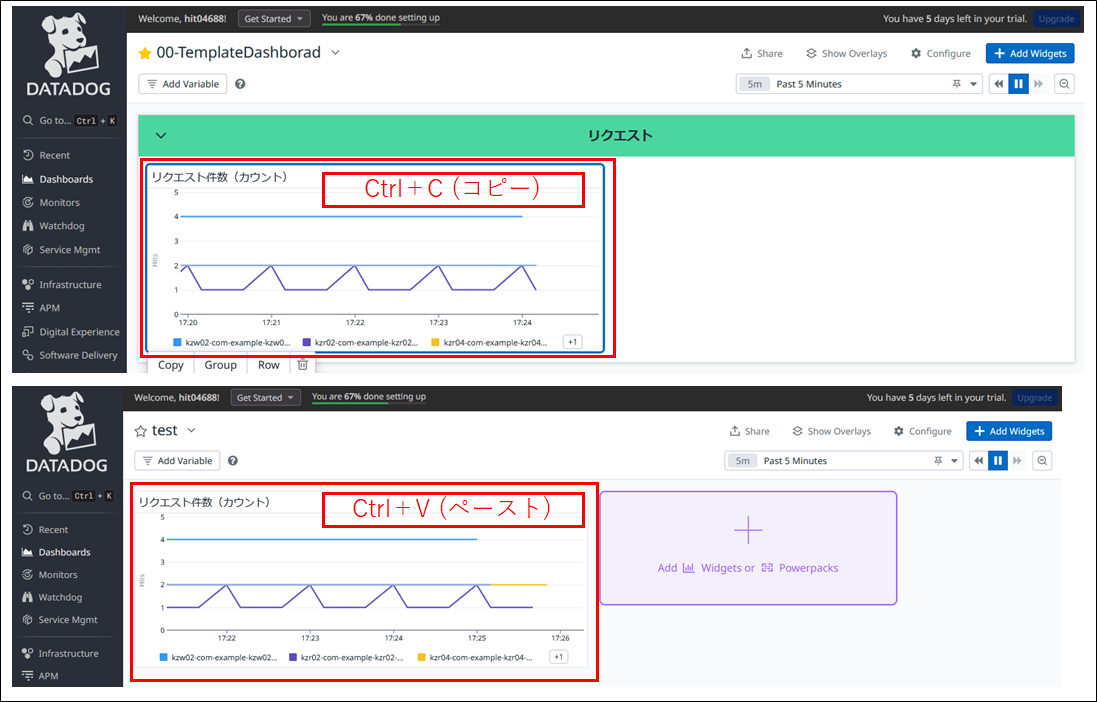 Welcome, hit04688! Get Started You are 67% done setting up You have 5 days left in your trial. Upgrade
DATADOG
00-TemplateDashborad Share Show Overlays Configure + Add Widgets
Add Variable ? 5m Past 5 Minutes
Go to... Ctrl + K
Recent
Dashboards
Monitors
Watchdog
Service Mgmt
Infrastructure
APM
Digital Experience
Software Delivery
リクエスト
リクエスト件数（カウント）
Ctrl＋C（コピー）
Hits
5
4
3
2
1
0
17:20 17:21 17:22 17:23 17:24
kzw02-com-example-kzw0... kzr02-com-example-kzr02... kzr04-com-example-kzr04... +1
Copy Group Row
Welcome, hit04688! Get Started You are 67% done setting up You have 5 days left in your trial. Upgrade
DATADOG
test Share Show Overlays Configure + Add Widgets
Add Variable ? 5m Past 5 Minutes
Go to... Ctrl + K
Recent
Dashboards
Monitors
Watchdog
Service Mgmt
Infrastructure
APM
リクエスト件数（カウント）
Ctrl＋V（ペースト）
Hits
5
4
3
2
1
0
17:22 17:23 17:24 17:25 17:26
kzw02-com-example-kzw02... kzr02-com-example-kzr02-... kzr04-com-example-kzr04-... +1
Add Widgets or Powerpacks